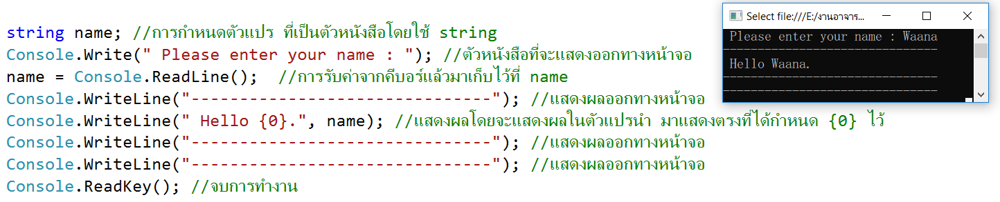 string name; //การกำหนดตัวแปร ที่เป็นตัวหนังสือโดยใช้ string
Console.Write(" Please enter your name : "); //ตัวหนังสือที่จะแสดงออกทางหน้าจอ
name = Console.ReadLine();  //การรับค่าจากคีบอร์แล้วมาเก็บไว้ที่ name
Console.WriteLine("-------------------------------"); //แสดงผลออกทางหน้าจอ
Console.WriteLine(" Hello {0}.", name); //แสดงผลโดยจะแสดงผลในตัวแปรนำ มาแสดงตรงที่ได้กำหนด {0} ไว้
Console.WriteLine("-------------------------------"); //แสดงผลออกทางหน้าจอ
Console.WriteLine("-------------------------------"); //แสดงผลออกทางหน้าจอ
Console.ReadKey(); //จบการทำงาน
Select file:///E:/งานอาจาร...
Please enter your name : Waana
-------------------------------
Hello Waana.
-------------------------------
-------------------------------